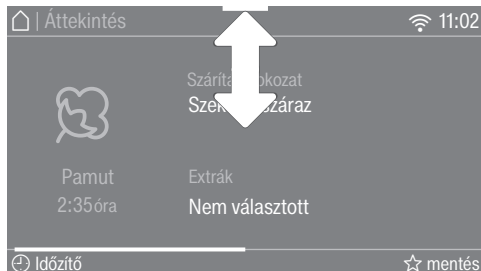 | Áttekintés
11:02
Pamut
2:35óra
Extrák
Nem választott
Időzítő
mentés